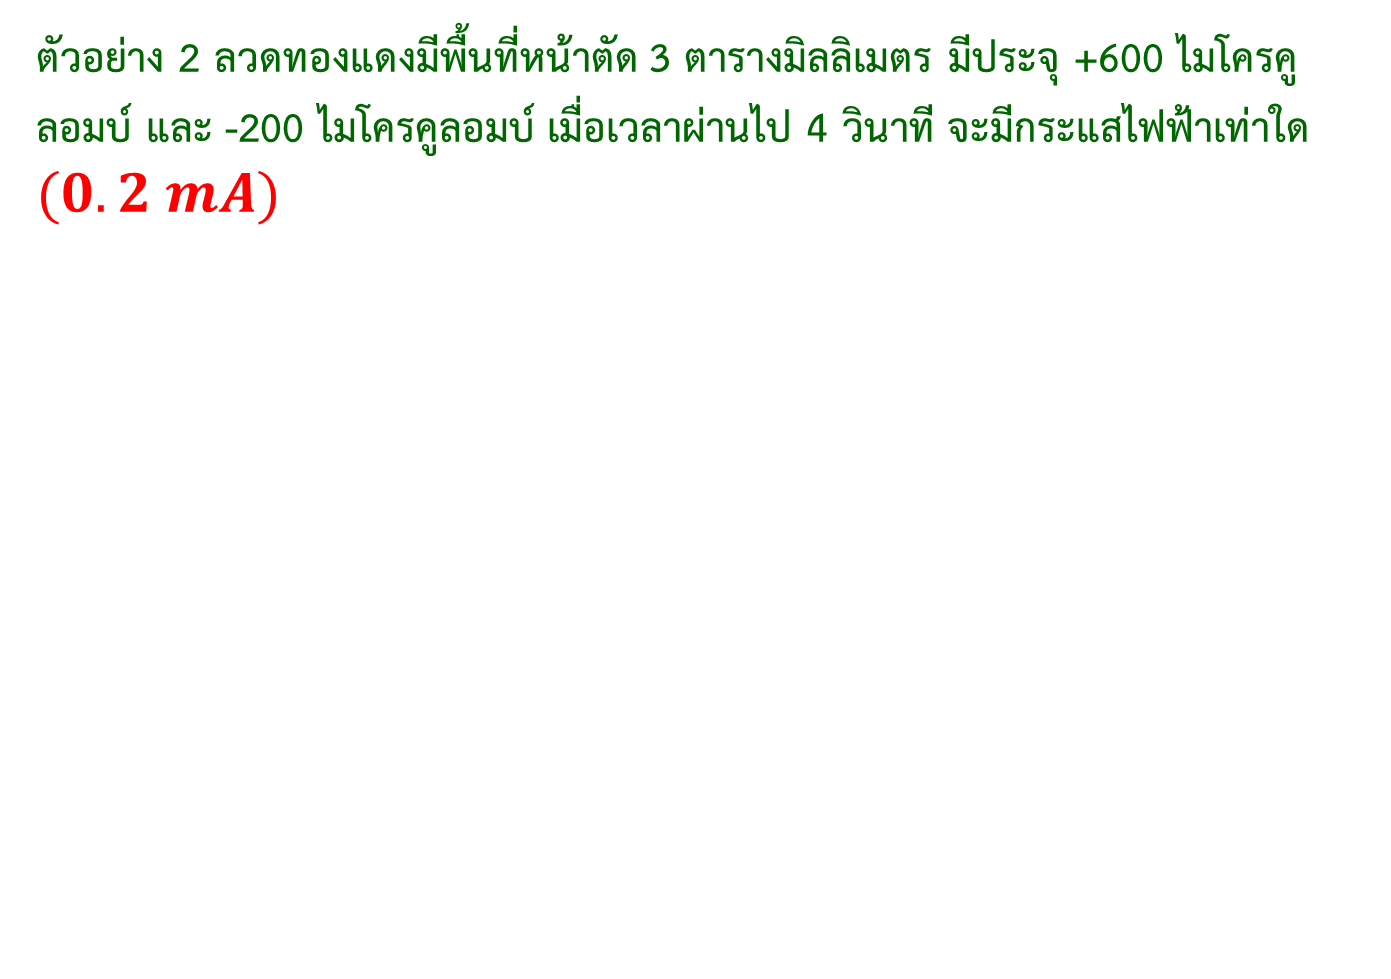 ตัวอย่าง 2 ลวดทองแดงมีพื้นที่หน้าตัด 3 ตารางมิลลิเมตร มีประจุ +600 ไมโครคู
ลอมบ์ และ -200 ไมโครคูลอมบ์ เมื่อเวลาผ่านไป 4 วินาที จะมีกระแสไฟฟ้าเท่าใด
(0.2 mA)